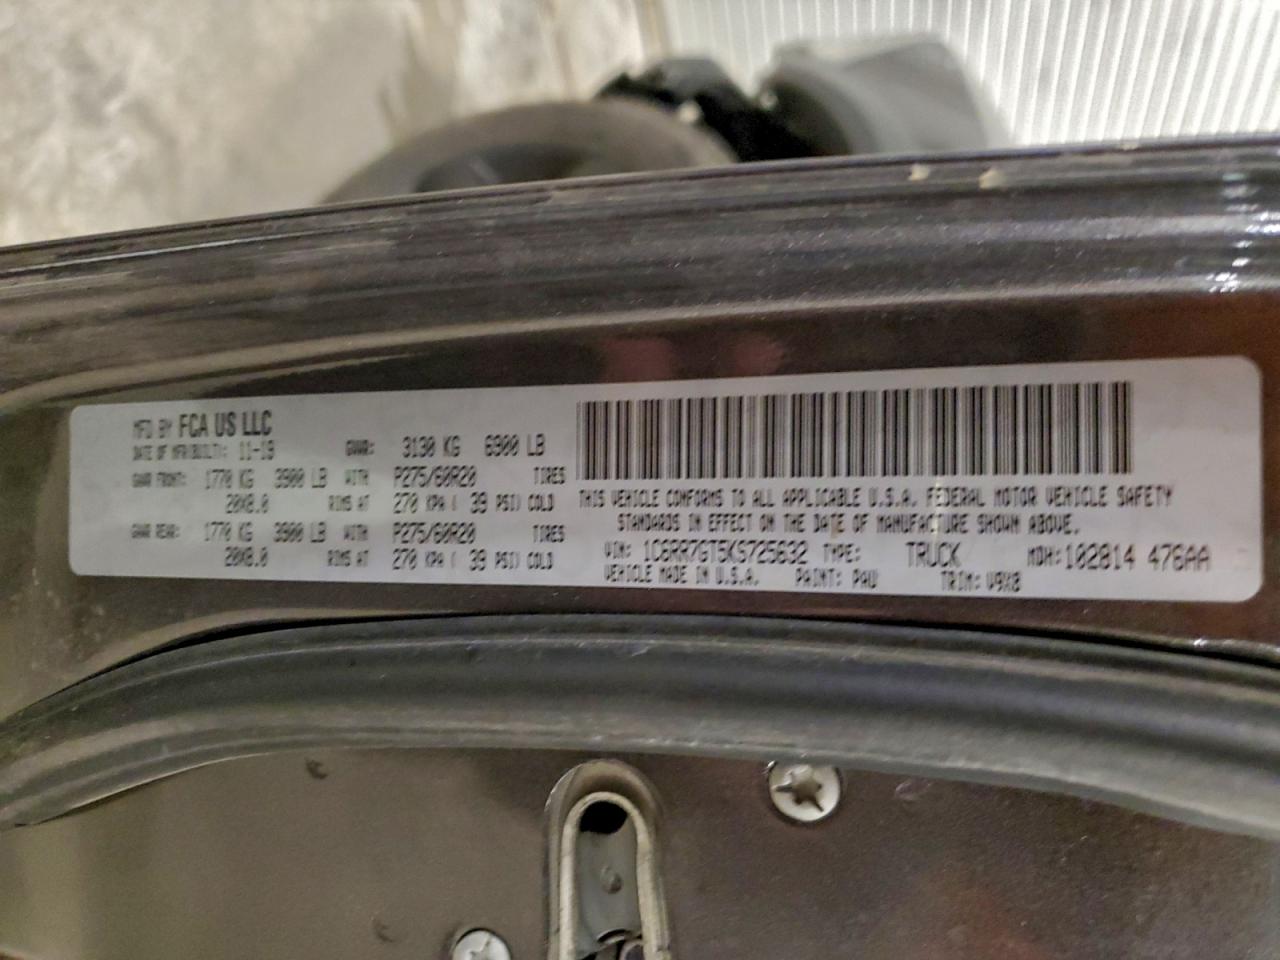 MFD BY FCA US LLC
DATE OF MFR(BUILT): 11-19 GVWR: 3130 KG 6900 LB
GAWR FRONT: 1770 KG 3900 LB WITH P275/60R20 TIRES
20X8.0 RIMS AT 270 KPA ( 39 PSI) COLD
GAWR REAR: 1770 KG 3900 LB WITH P275/60R20 TIRES
20X8.0 RIMS AT 270 KPA ( 39 PSI) COLD
THIS VEHICLE CONFORMS TO ALL APPLICABLE U.S.A. FEDERAL MOTOR VEHICLE SAFETY
STANDARDS IN EFFECT ON THE DATE OF MANUFACTURE SHOWN ABOVE.
VIN: 1C6RR7GT5KS725632 TYPE: TRUCK MDH:102814 476AA
VEHICLE MADE IN U.S.A. PAINT: PAU TRIM: V9X8